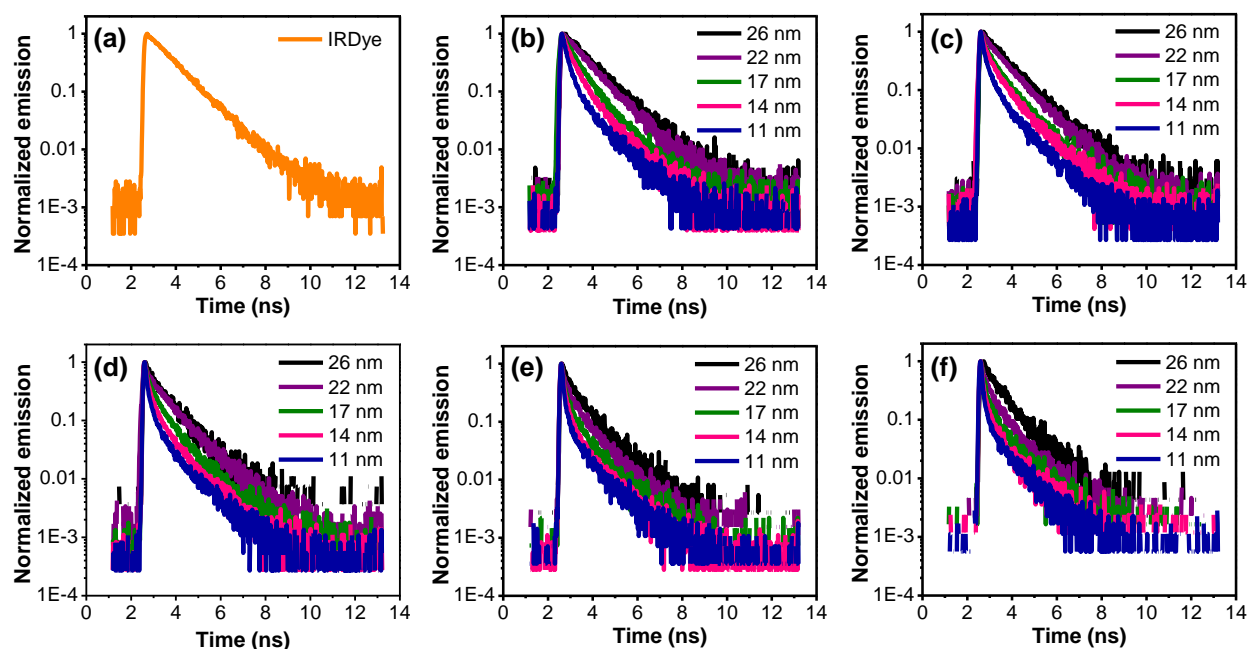 (a)
IRDye
Normalized emission
1
0.1
0.01
1E-3
1E-4
0 2 4 6 8 10 12 14
Time (ns)
(b)
26 nm
22 nm
17 nm
14 nm
11 nm
Normalized emission
1
0.1
0.01
1E-3
1E-4
0 2 4 6 8 10 12 14
Time (ns)
(c)
26 nm
22 nm
17 nm
14 nm
11 nm
Normalized emission
1
0.1
0.01
1E-3
1E-4
0 2 4 6 8 10 12 14
Time (ns)
(d)
26 nm
22 nm
17 nm
14 nm
11 nm
Normalized emission
1
0.1
0.01
1E-3
1E-4
0 2 4 6 8 10 12 14
Time (ns)
(e)
26 nm
22 nm
17 nm
14 nm
11 nm
Normalized emission
1
0.1
0.01
1E-3
1E-4
0 2 4 6 8 10 12 14
Time (ns)
(f)
26 nm
22 nm
17 nm
14 nm
11 nm
Normalized emission
1
0.1
0.01
1E-3
1E-4
0 2 4 6 8 10 12 14
Time (ns)